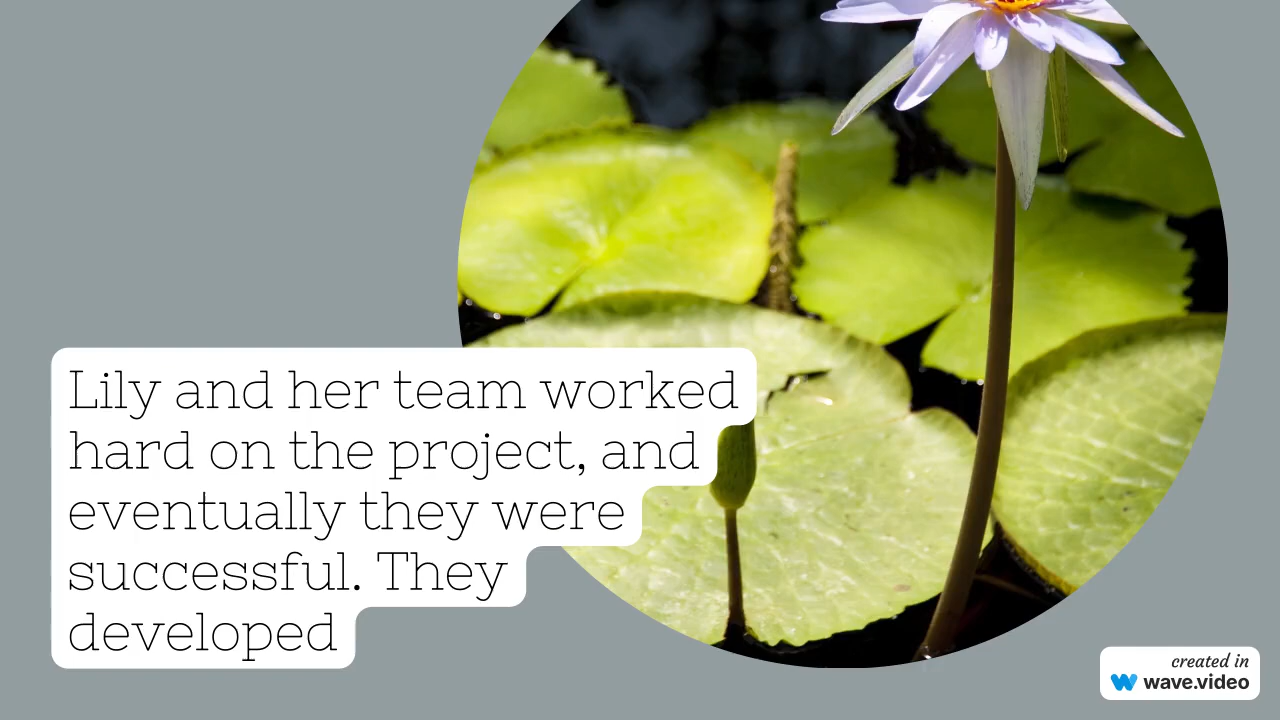 Lily and her team worked
hard on the project, and
eventually they were
successful. They
developed
created in
wave.video